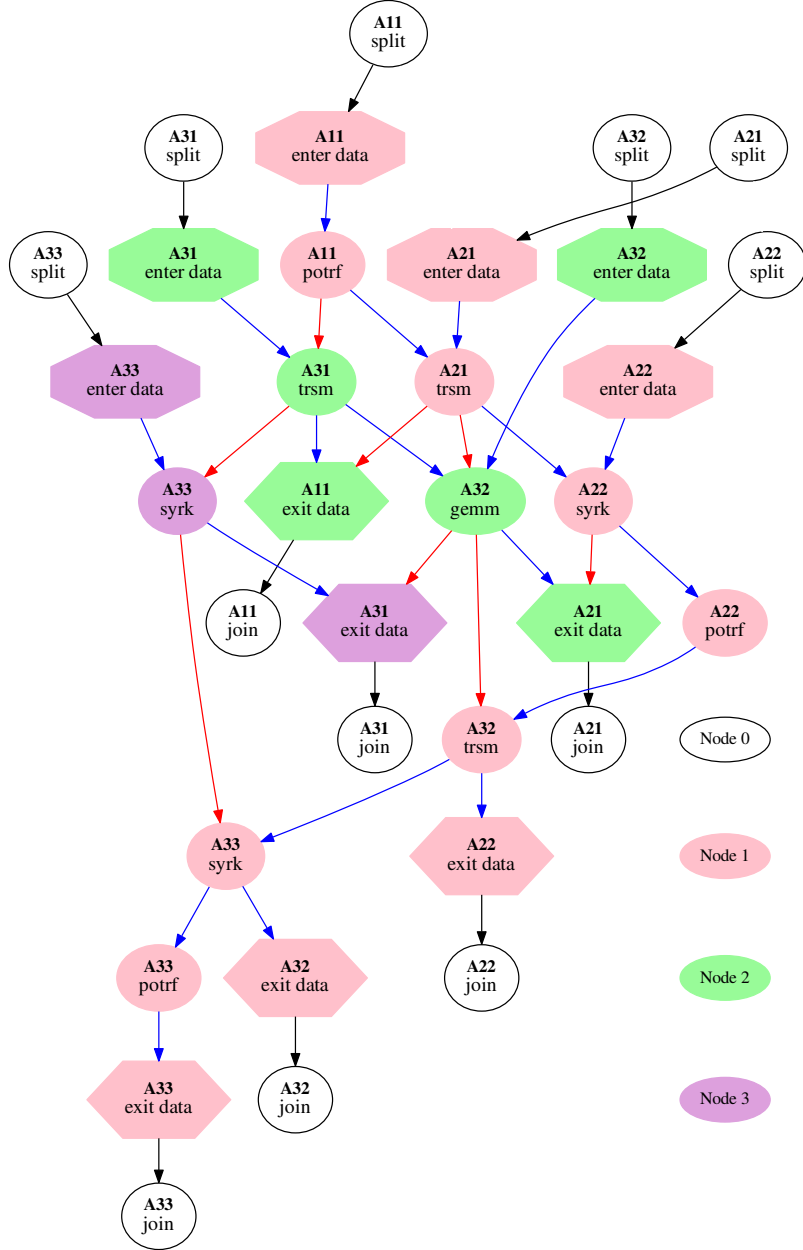 A11
split
A31
split
A11
enter data
A32
split
A21
split
A33
split
A31
enter data
A11
potrf
A21
enter data
A32
enter data
A22
split
A33
enter data
A31
trsm
A21
trsm
A22
enter data
A33
syrk
A11
exit data
A32
gemm
A22
syrk
A11
join
A31
exit data
A21
exit data
A22
potrf
A31
join
A32
trsm
A21
join
Node 0
A33
syrk
A22
exit data
Node 1
A33
potrf
A32
exit data
A22
join
Node 2
A33
exit data
A32
join
Node 3
A33
join